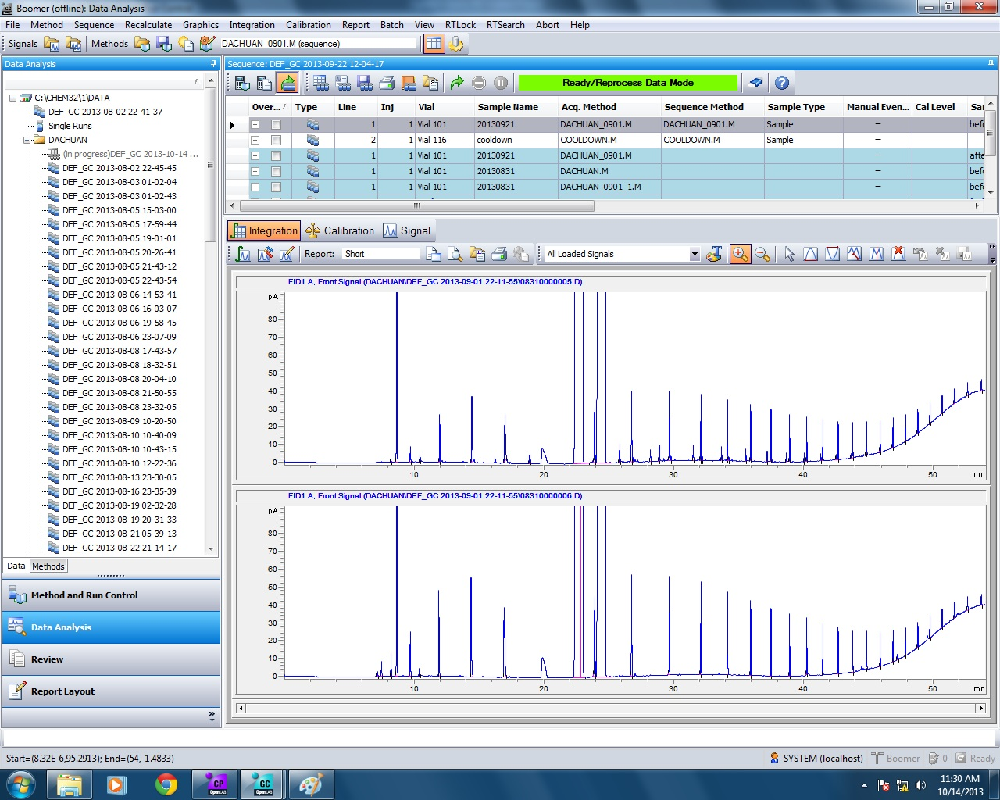 Boomer (offline): Data Analysis
File Method Sequence Recalculate Graphics Integration Calibration Report Batch View RTLock RTSearch Abort Help
Signals Methods DACHUAN_0901.M (sequence)
Data Analysis
C:\CHEM32\1\DATA
DEF_GC 2013-08-02 22-41-37
Single Runs
DACHUAN
(in progress)DEF_GC 2013-10-14 ...
DEF_GC 2013-08-02 22-45-45
DEF_GC 2013-08-03 01-02-04
DEF_GC 2013-08-03 01-02-43
DEF_GC 2013-08-05 15-03-00
DEF_GC 2013-08-05 17-59-44
DEF_GC 2013-08-05 19-01-01
DEF_GC 2013-08-05 20-26-41
DEF_GC 2013-08-05 21-43-12
DEF_GC 2013-08-05 22-43-54
DEF_GC 2013-08-06 14-53-41
DEF_GC 2013-08-06 16-03-07
DEF_GC 2013-08-06 19-58-45
DEF_GC 2013-08-06 23-07-09
DEF_GC 2013-08-08 17-43-57
DEF_GC 2013-08-08 18-32-51
DEF_GC 2013-08-08 20-04-10
DEF_GC 2013-08-08 21-50-55
DEF_GC 2013-08-08 23-32-05
DEF_GC 2013-08-09 10-20-50
DEF_GC 2013-08-10 10-40-09
DEF_GC 2013-08-10 10-43-15
DEF_GC 2013-08-10 12-22-36
DEF_GC 2013-08-13 23-30-05
DEF_GC 2013-08-16 23-35-39
DEF_GC 2013-08-19 02-32-28
DEF_GC 2013-08-19 20-31-33
DEF_GC 2013-08-21 05-39-13
DEF_GC 2013-08-22 21-14-17
Data Methods
Method and Run Control
Data Analysis
Review
Report Layout
Sequence: DEF_GC 2013-09-22 12-04-17
Ready/Reprocess Data Mode
Over... Type Line Inj Vial Sample Name Acq. Method Sequence Method Sample Type Manual Even... Cal Level Sar
1 1 Vial 101 20130921 DACHUAN_0901.M DACHUAN_0901.M Sample — bef
2 1 Vial 116 cooldown COOLDOWN.M COOLDOWN.M Sample —
1 1 Vial 101 20130921 DACHUAN_0901.M — afte
1 1 Vial 101 20130831 DACHUAN.M — bef
1 1 Vial 101 20130831 DACHUAN_0901_1.M — bef
Integration Calibration Signal
Report: Short All Loaded Signals
FID1 A, Front Signal (DACHUAN\DEF_GC 2013-09-01 22-11-55\08310000005.D)
pA
80
70
60
50
40
30
20
10
0
10 20 30 40 50 min
FID1 A, Front Signal (DACHUAN\DEF_GC 2013-09-01 22-11-55\08310000006.D)
pA
80
70
60
50
40
30
20
10
0
10 20 30 40 50 min
Start=(8.32E-6,95.2913); End=(54,-1.4833)
SYSTEM (localhost) Boomer 0 Ready
CP OpenLAB GC OpenLAB
11:30 AM
10/14/2013